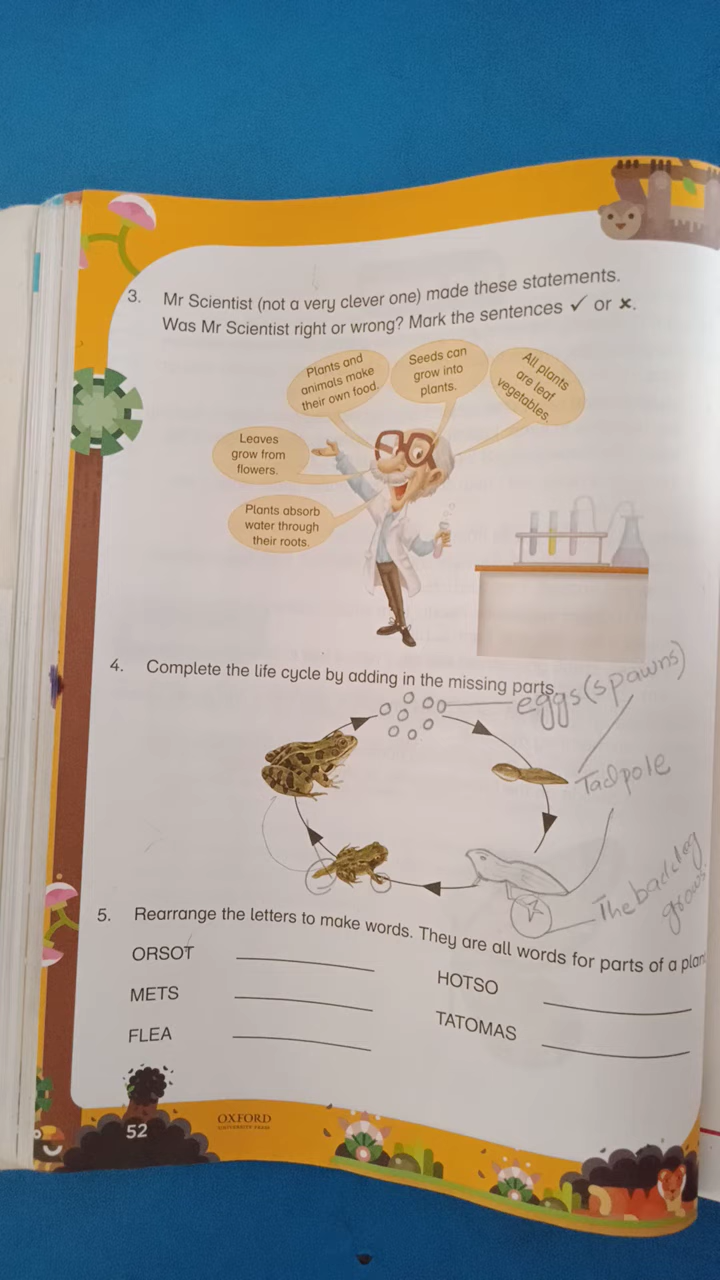 3. Mr Scientist (not a very clever one) made these statements.
Was Mr Scientist right or wrong? Mark the sentences ✓ or ×.
Plants and
animals make
their own food.
Seeds can
grow into
plants.
All plants
are leaf
vegetables.
Leaves
grow from
flowers.
Plants absorb
water through
their roots.
4. Complete the life cycle by adding in the missing parts.
eggs(spawns)
Tadpole
The back leg
grows.
5. Rearrange the letters to make words. They are all words for parts of a plan
ORSOT
HOTSO
METS
TATOMAS
FLEA
52
OXFORD
UNIVERSITY PRESS